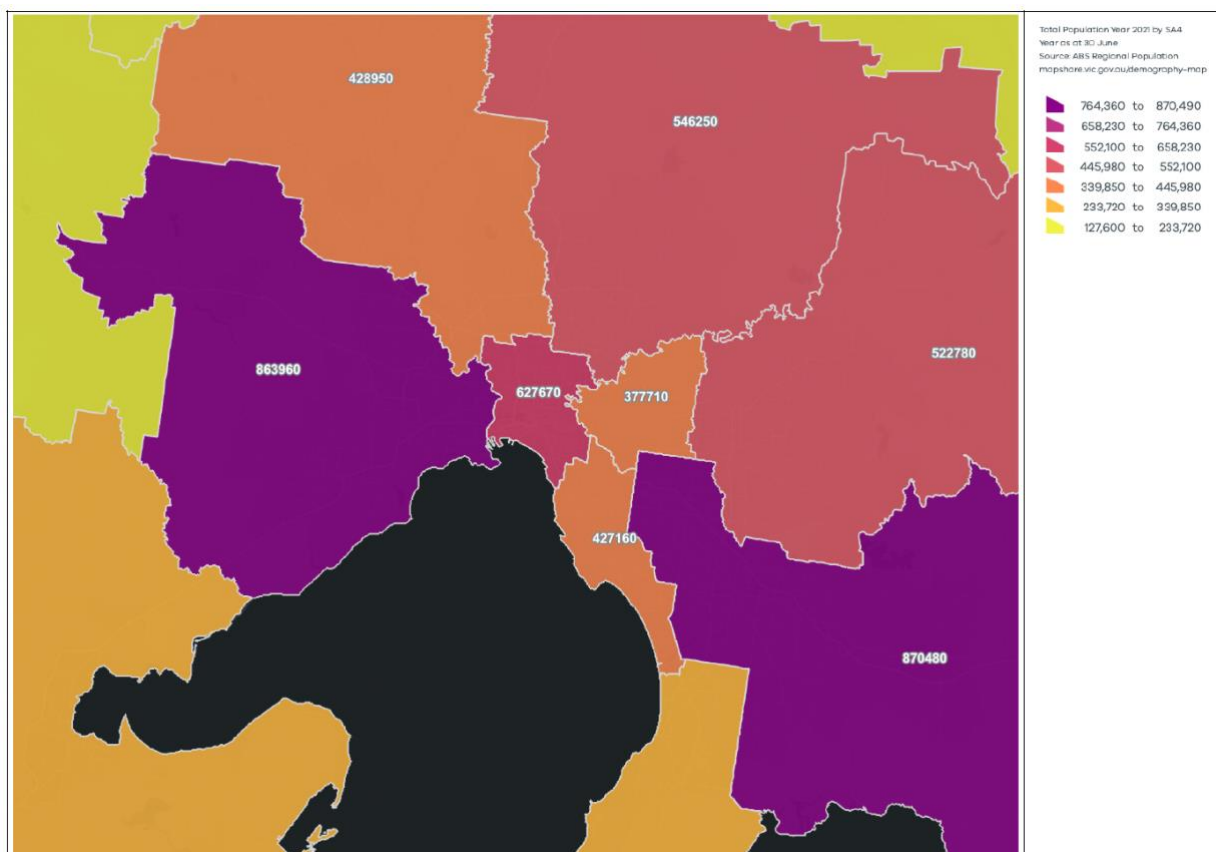 Total Population Year 2021 by SA4
Year as at 30 June
Source: ABS Regional Population
mapshare.vic.gov.au/demography-map
764,360 to 870,490
658,230 to 764,360
552,100 to 658,230
445,980 to 552,100
339,850 to 445,980
233,720 to 339,850
127,600 to 233,720
428950
546250
522780
863960
627670
377710
427160
870480